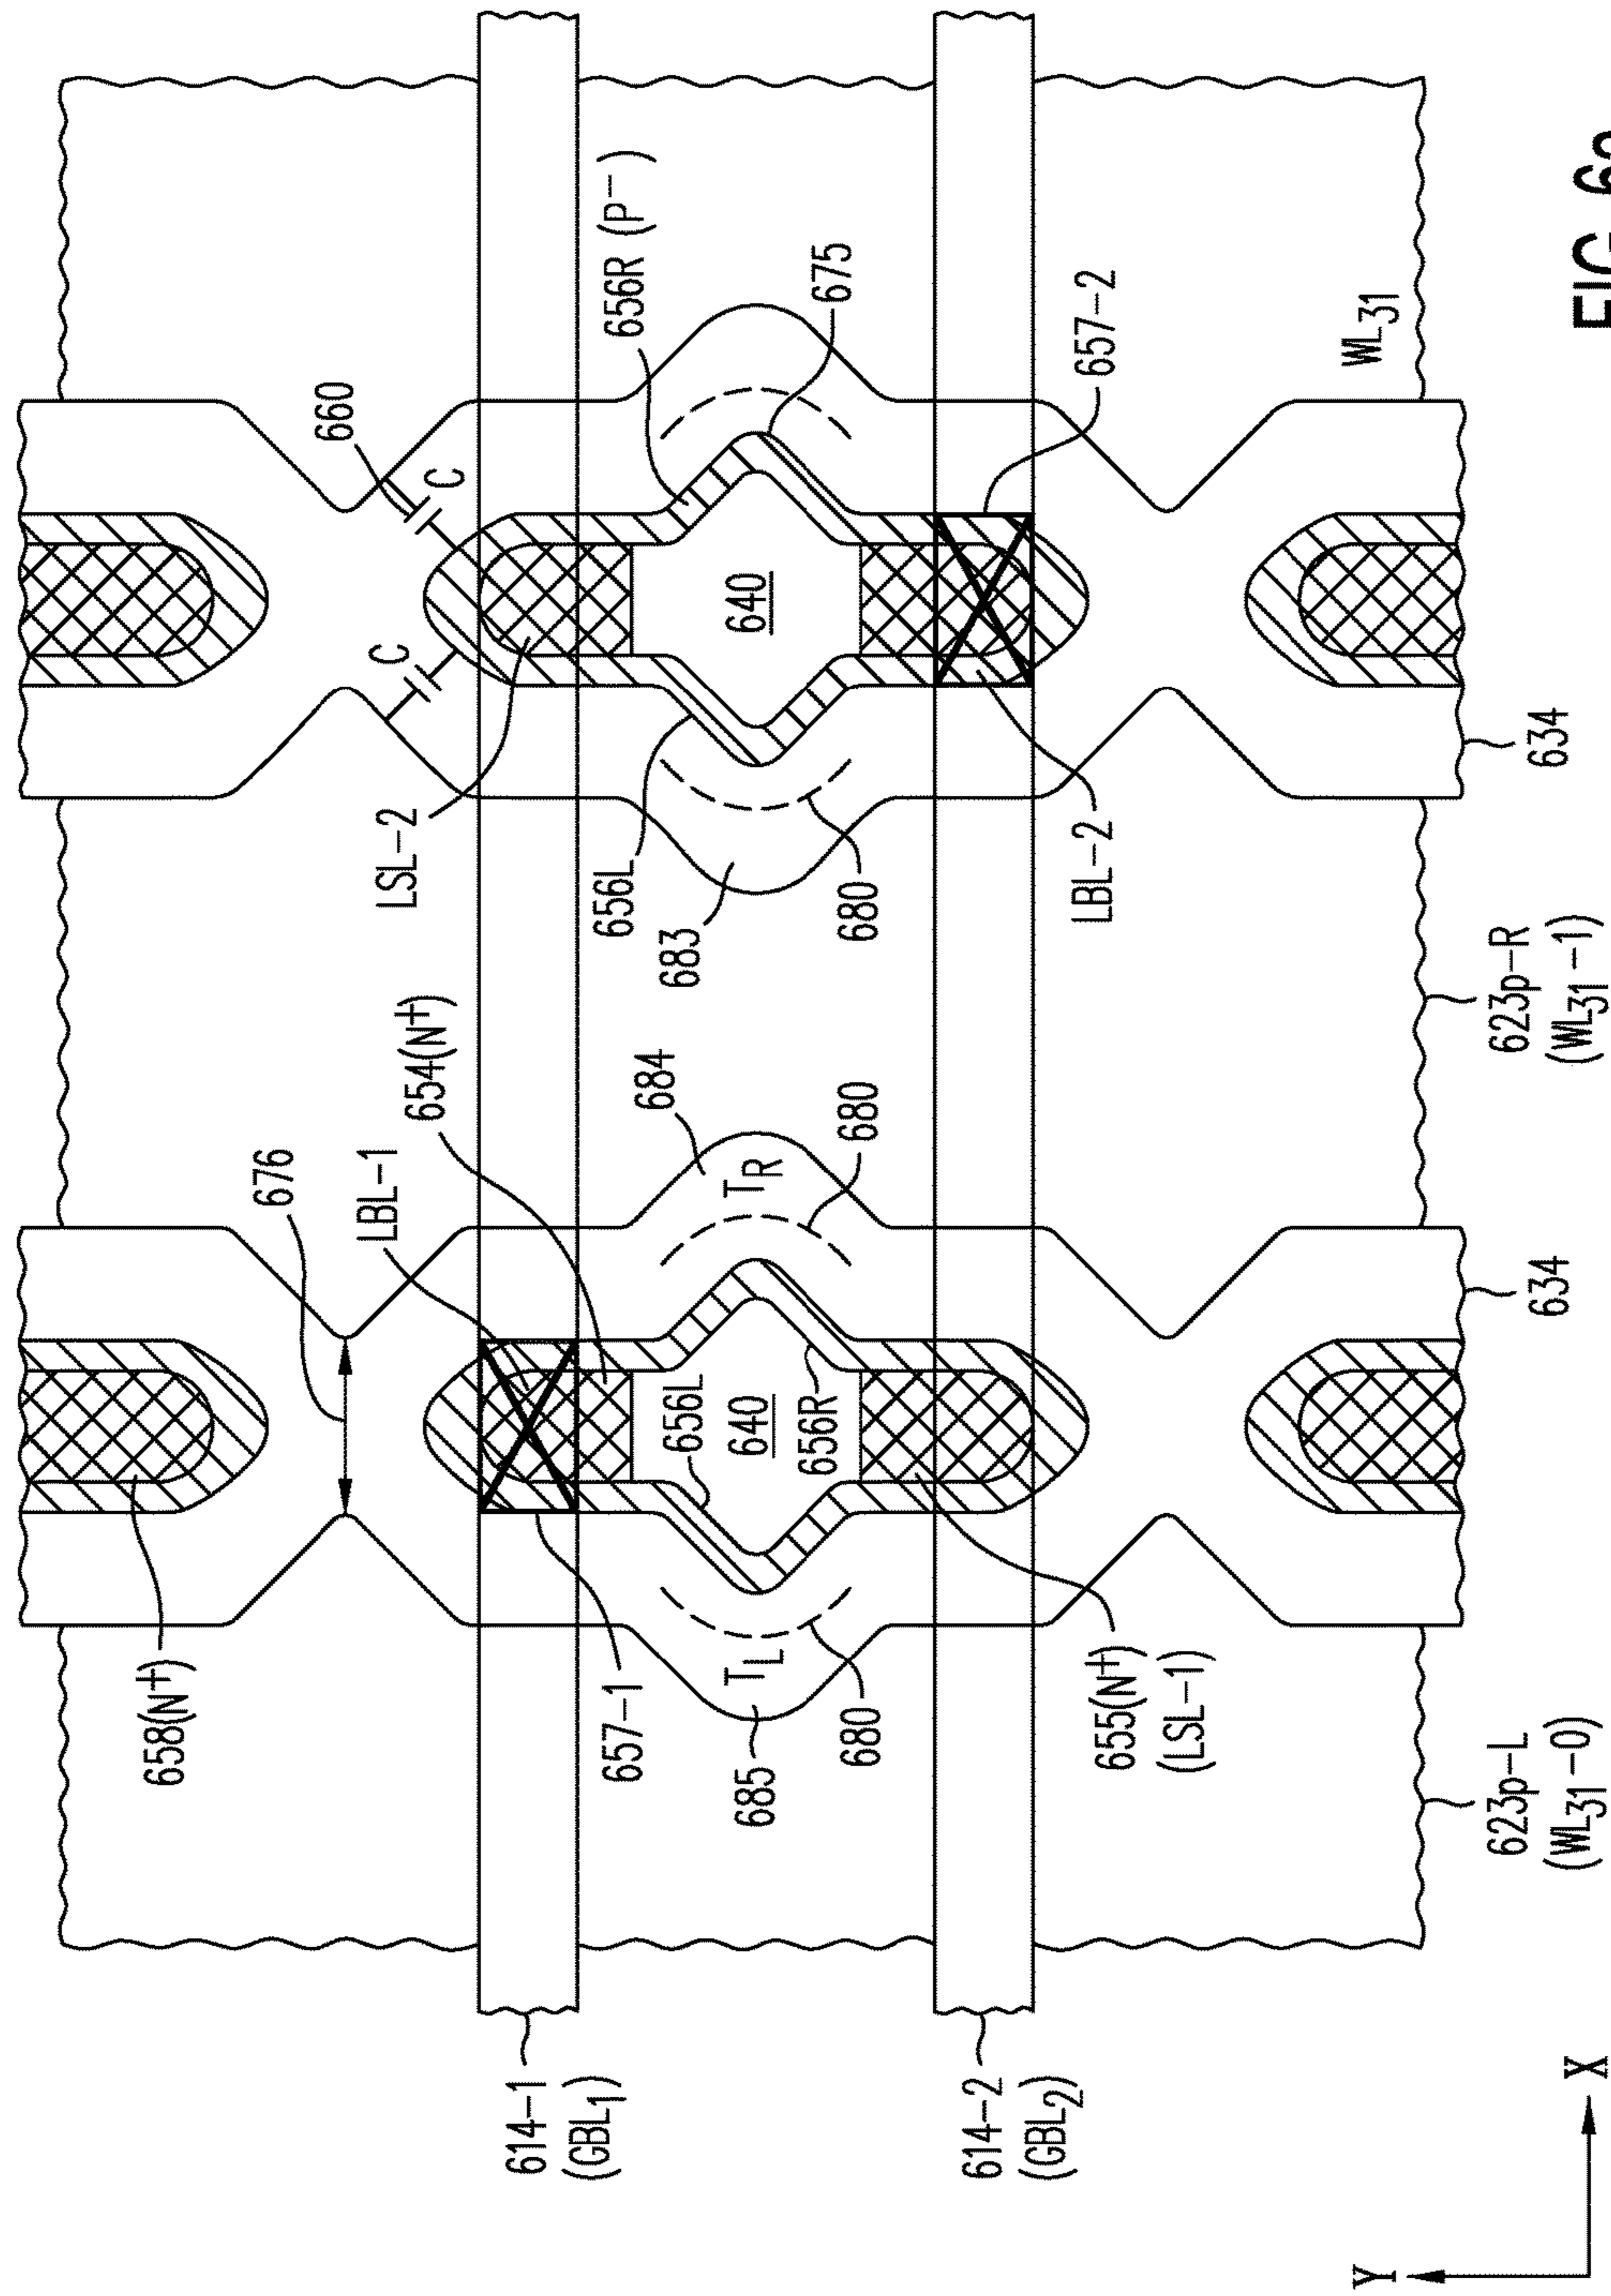 660
C
C
656R (P−)
675
640
657-2
WL31
LSL-2
656L
683
680
LBL-2
634
623p-R
(WL31-1)
676
LBL-1
654(N+)
684
TR
680
656L
640
656R
634
658(N+)
657-1
TL
685
680
655(N+)
(LSL-1)
623p-L
(WL31-0)
614-1
(GBL1)
614-2
(GBL2)
Y
X
FIG.